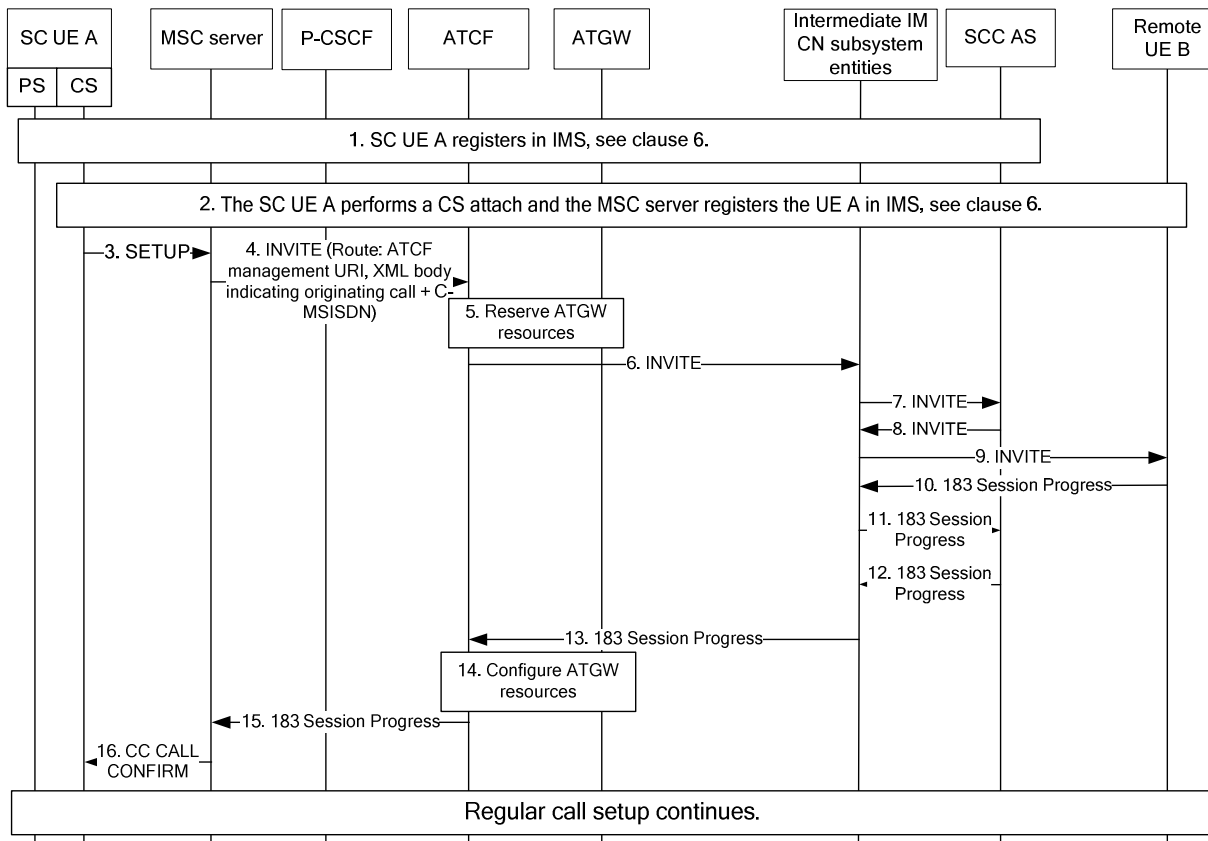 SC UE A
MSC server
P-CSCF
ATCF
ATGW
Intermediate IM
CN subsystem
entities
SCC AS
Remote
UE B
PS
CS
1. SC UE A registers in IMS, see clause 6.
2. The SC UE A performs a CS attach and the MSC server registers the UE A in IMS, see clause 6.
3. SETUP
4. INVITE (Route: ATCF
management URI, XML body
indicating originating call + C-
MSISDN)
5. Reserve ATGW
resources
6. INVITE
7. INVITE
8. INVITE
9. INVITE
10. 183 Session Progress
11. 183 Session
Progress
12. 183 Session
Progress
13. 183 Session Progress
14. Configure ATGW
resources
15. 183 Session Progress
16. CC CALL
CONFIRM
Regular call setup continues.